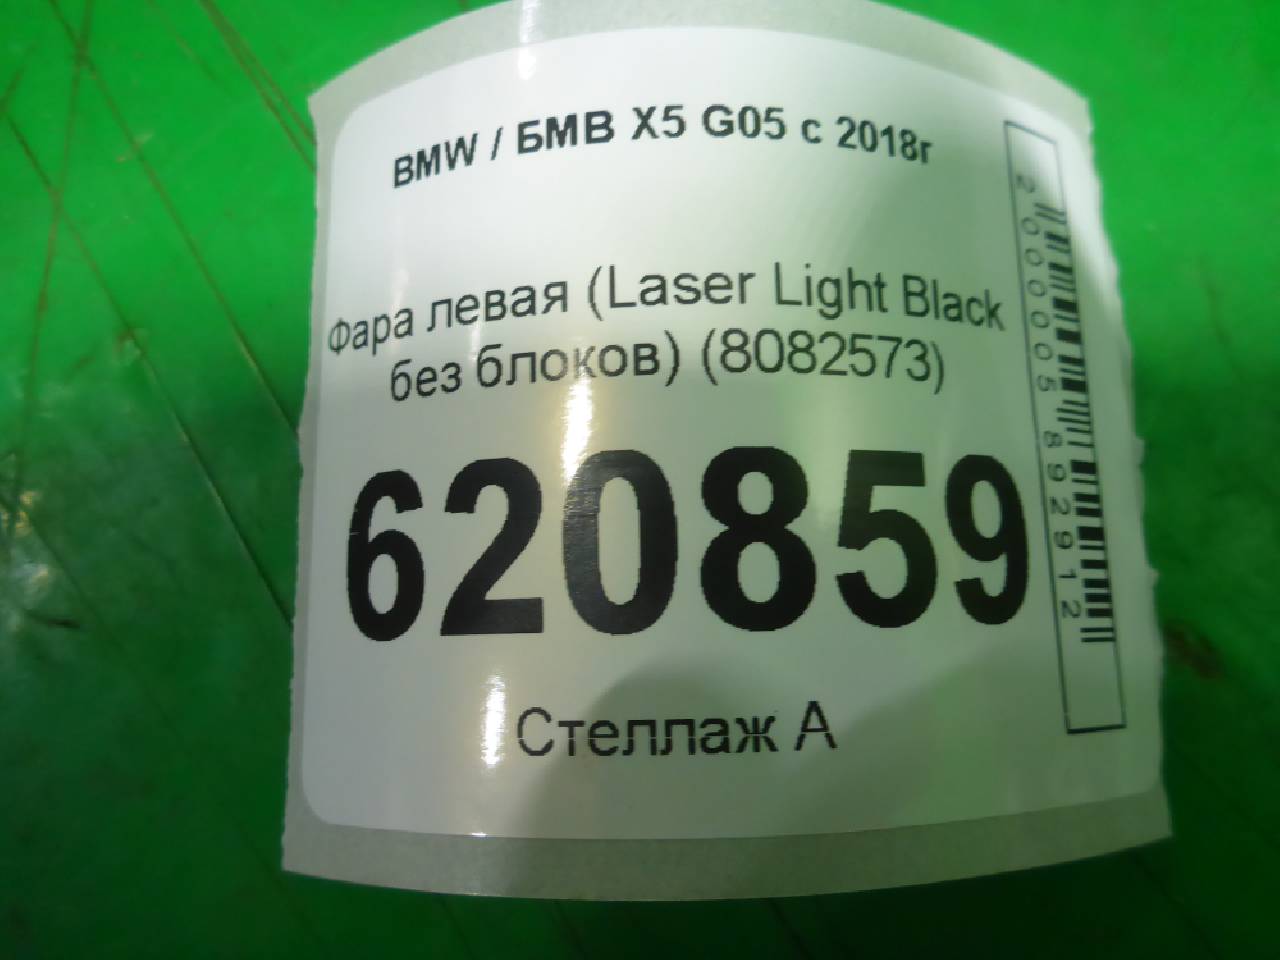 BMW / БМВ X5 G05 с 2018г
Фара левая (Laser Light Black
без блоков) (8082573)
620859
Стеллаж А
2000005892912